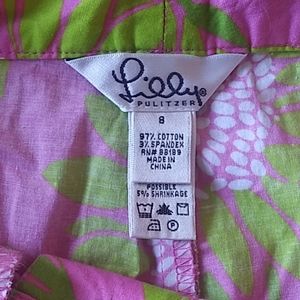 Lilly®
PULITZER
8
97% COTTON
3% SPANDEX
RN# 88189
MADE IN
CHINA
POSSIBLE
5% SHRINKAGE
P